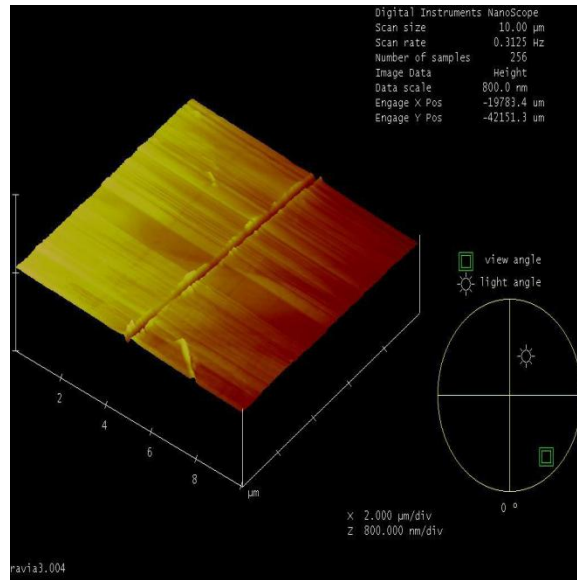 Digital Instruments NanoScope
Scan size 10.00 µm
Scan rate 0.3125 Hz
Number of samples 256
Image Data Height
Data scale 800.0 nm
Engage X Pos -19783.4 um
Engage Y Pos -42151.3 um
view angle
light angle
2
4
6
8
µm
0 °
X 2.000 µm/div
Z 800.000 nm/div
ravia3.004